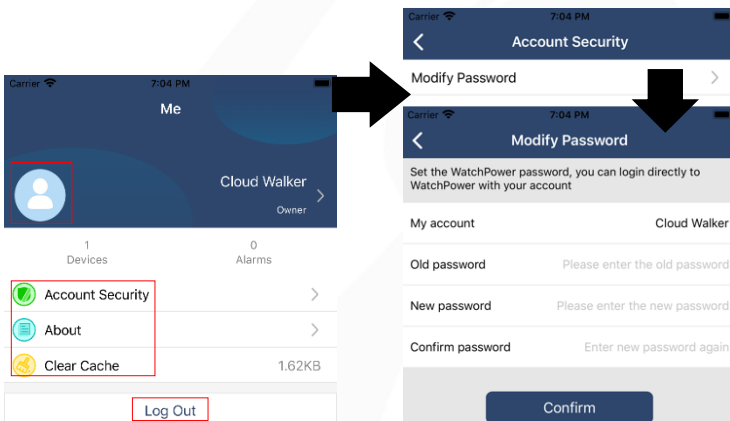 Carrier 7:04 PM
Me
Cloud Walker
Owner
1 0
Devices Alarms
Account Security
About
Clear Cache 1.62KB
Log Out
Carrier 7:04 PM
Account Security
Modify Password
Carrier 7:04 PM
Modify Password
Set the WatchPower password, you can login directly to
WatchPower with your account
My account Cloud Walker
Old password Please enter the old password
New password Please enter the new password
Confirm password Enter new password again
Confirm